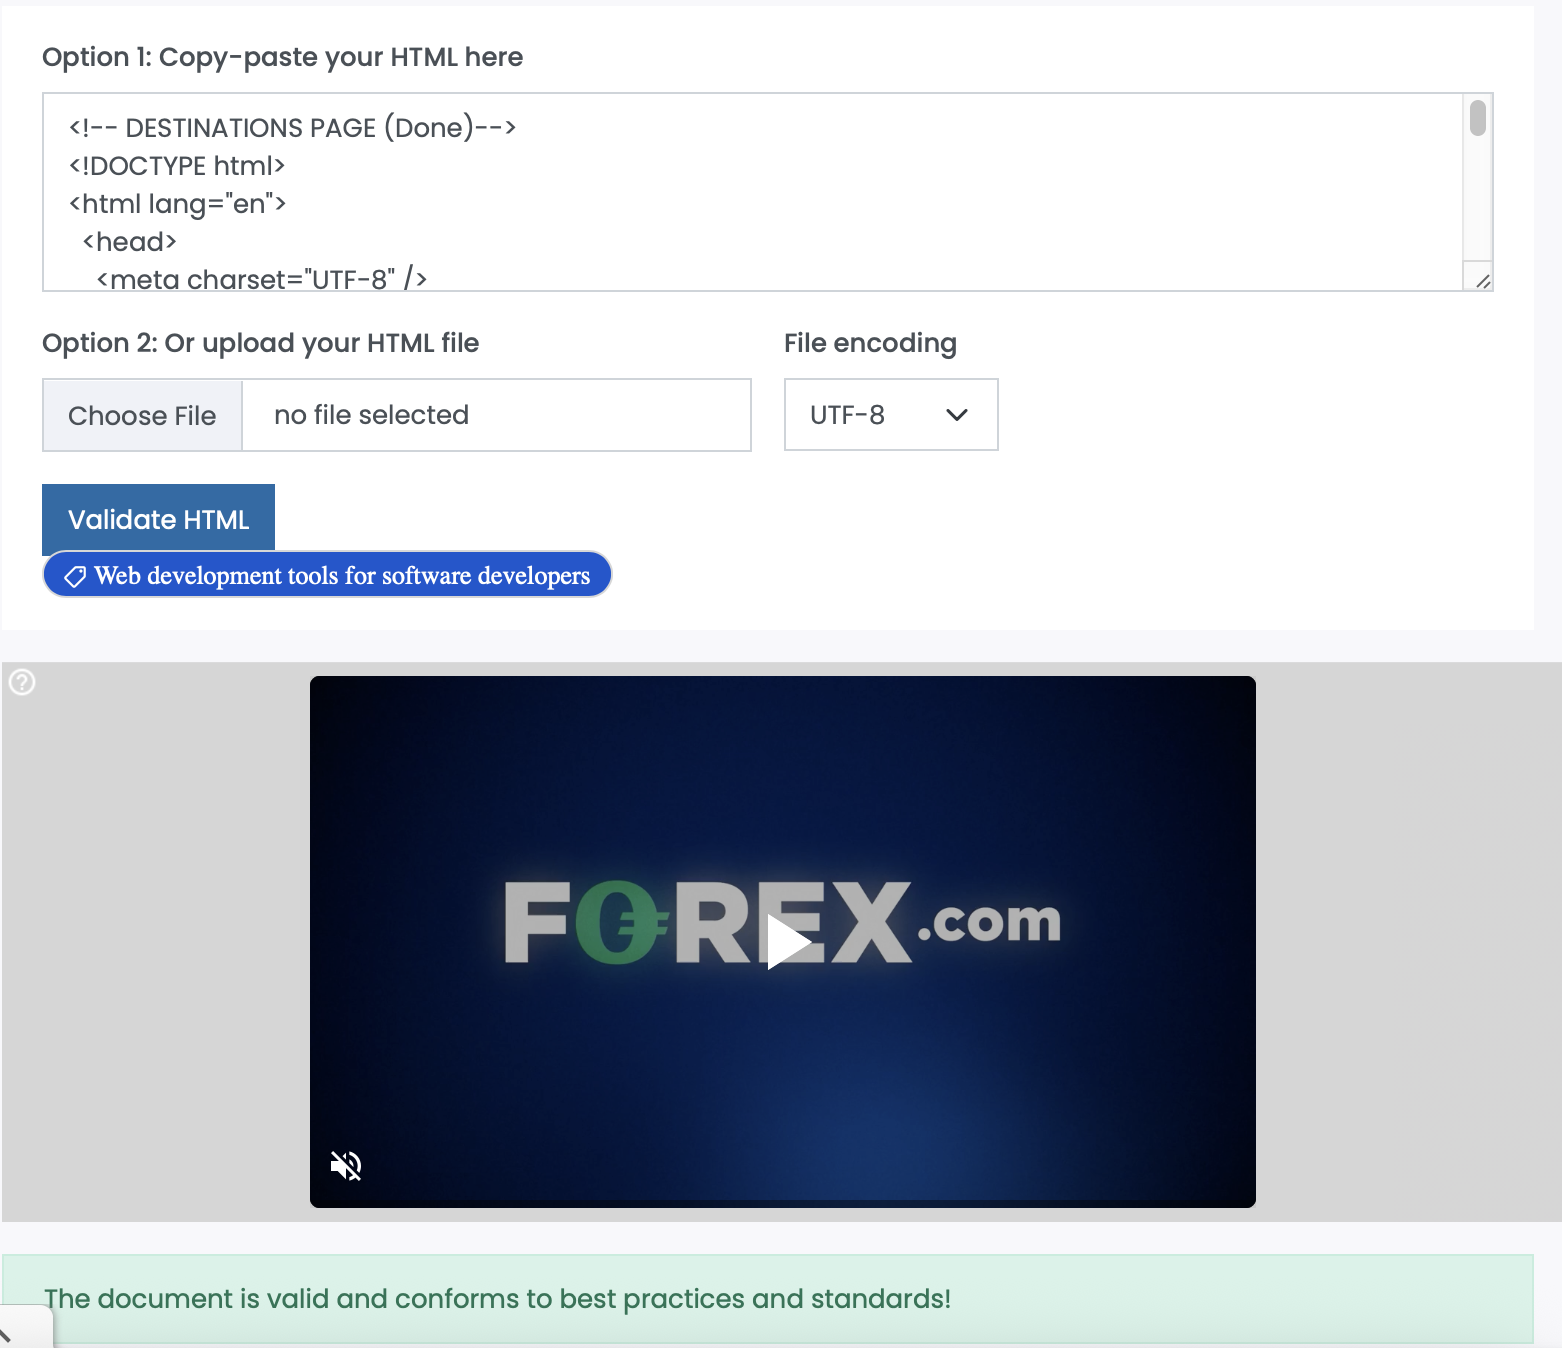 Option 1: Copy-paste your HTML here
<!-- DESTINATIONS PAGE (Done)-->
<!DOCTYPE html>
<html lang="en">
<head>
<meta charset="UTF-8" />
Option 2: Or upload your HTML file
File encoding
Choose File
no file selected
UTF-8
Validate HTML
Web development tools for software developers
FOREX.com
The document is valid and conforms to best practices and standards!